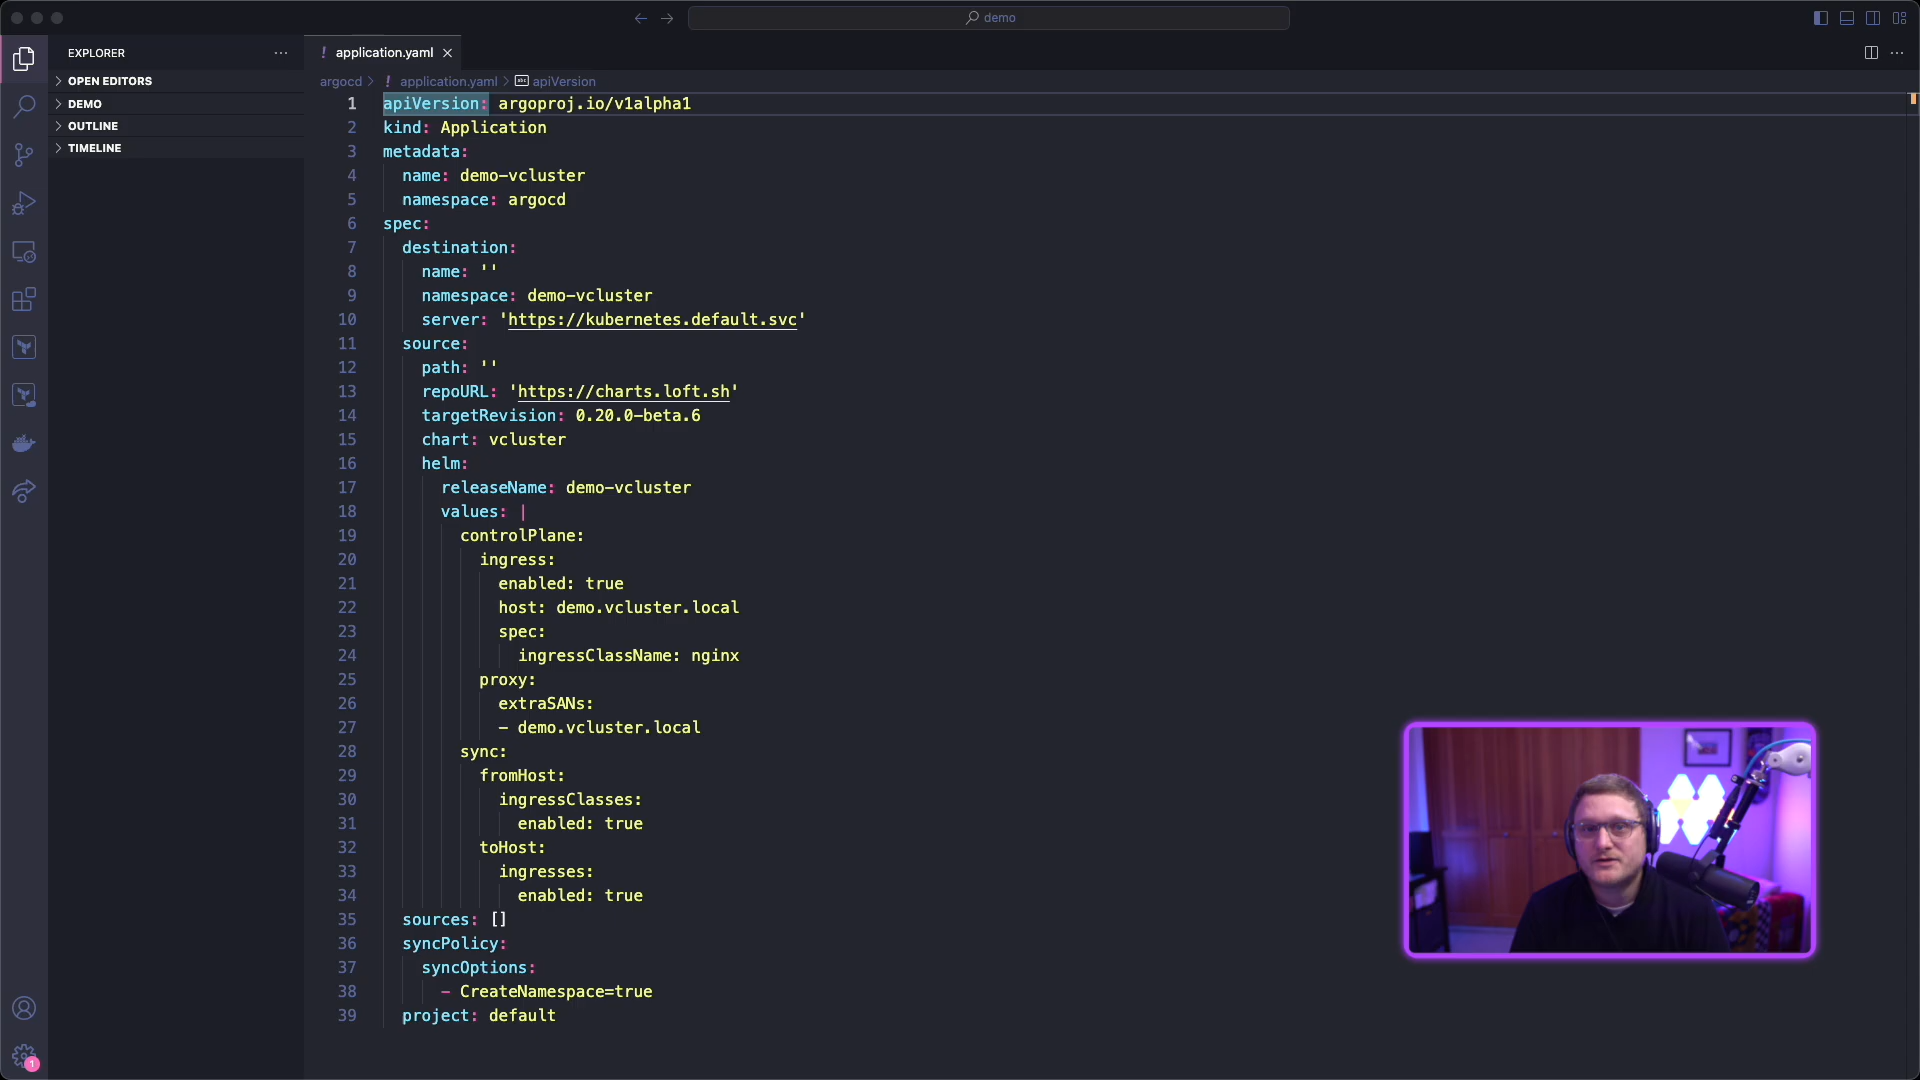 demo
EXPLORER
OPEN EDITORS
DEMO
OUTLINE
TIMELINE
! application.yaml
argocd > ! application.yaml > abc apiVersion
1 apiVersion: argoproj.io/v1alpha1
2 kind: Application
3 metadata:
4 name: demo-vcluster
5 namespace: argocd
6 spec:
7 destination:
8 name: ''
9 namespace: demo-vcluster
10 server: 'https://kubernetes.default.svc'
11 source:
12 path: ''
13 repoURL: 'https://charts.loft.sh'
14 targetRevision: 0.20.0-beta.6
15 chart: vcluster
16 helm:
17 releaseName: demo-vcluster
18 values: |
19 controlPlane:
20 ingress:
21 enabled: true
22 host: demo.vcluster.local
23 spec:
24 ingressClassName: nginx
25 proxy:
26 extraSANs:
27 - demo.vcluster.local
28 sync:
29 fromHost:
30 ingressClasses:
31 enabled: true
32 toHost:
33 ingresses:
34 enabled: true
35 sources: []
36 syncPolicy:
37 syncOptions:
38 - CreateNamespace=true
39 project: default
1